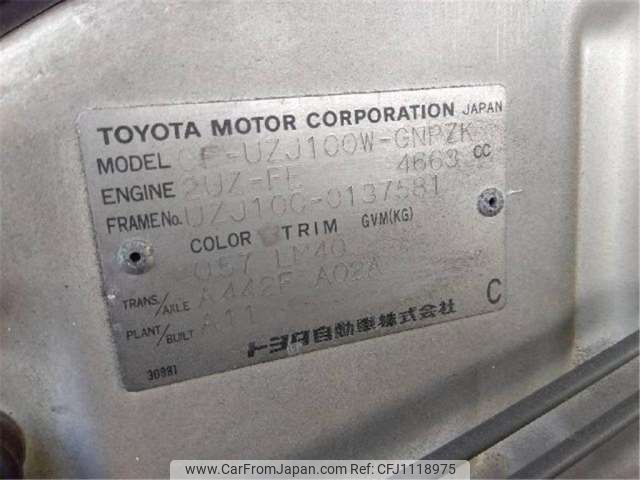 TOYOTA MOTOR CORPORATION JAPAN
MODEL GF-UZJ100W-GNPZK
ENGINE 2UZ-FE 4663 CC
FRAME No. UZJ100-0137581
COLOR TRIM GVM(KG)
057 LM40
TRANS/AXLE A442F A02A
PLANT/BUILT A11
トヨタ自動車株式会社 C
30981
www.CarFromJapan.com | Photo ID: CFJ1118975